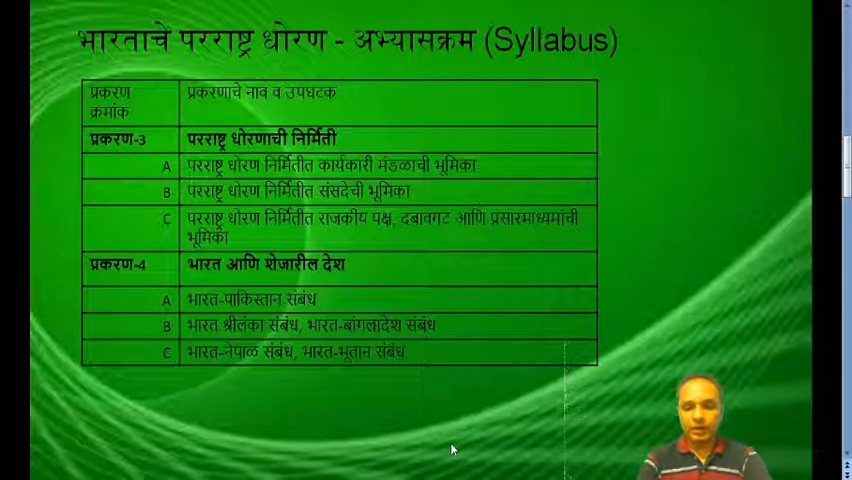 भारताचे परराष्ट्र धोरण - अभ्यासक्रम (Syllabus)
प्रकरण क्रमांक
प्रकरणाचे नाव व उपघटक
प्रकरण-3 परराष्ट्र धोरणाची निर्मिती
A परराष्ट्र धोरण निर्मितीत कार्यकारी मंडळाची भूमिका
B परराष्ट्र धोरण निर्मितीत संसदेची भूमिका
C परराष्ट्र धोरण निर्मितीत राजकीय पक्ष, दबावगट आणि प्रसारमाध्यमांची
भूमिका
प्रकरण-4 भारत आणि शेजारील देश
A भारत-पाकिस्तान संबंध
B भारत श्रीलंका संबंध, भारत-बांगलादेश संबंध
C भारत-नेपाळ संबंध, भारत-भूतान संबंध